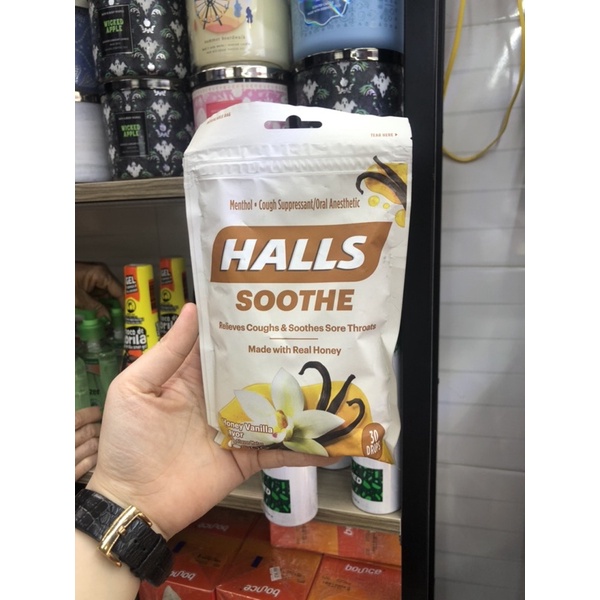 WICKED
APPLE
WICKED
APPLE
TEAR HERE
Menthol • Cough Suppressant/Oral Anesthetic
HALLS
SOOTHE
Relieves Coughs & Soothes Sore Throats
Made with Real Honey
Honey Vanilla
30
DROPS
GEL
bounce
bounce
bounce